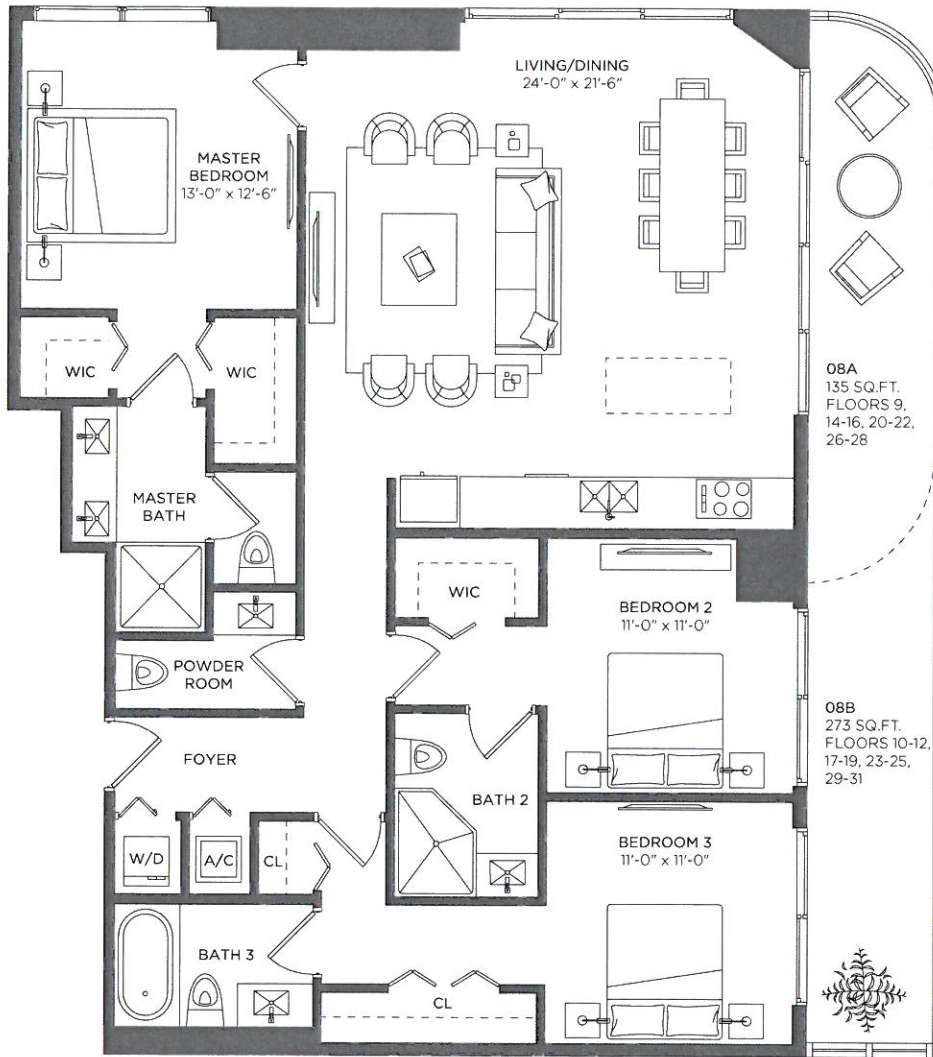 LIVING/DINING
24'-0" x 21'-6"
MASTER
BEDROOM
13'-0" x 12'-6"
WIC
WIC
08A
135 SQ.FT.
FLOORS 9,
14-16, 20-22,
26-28
MASTER
BATH
WIC
BEDROOM 2
11'-0" x 11'-0"
POWDER
ROOM
08B
273 SQ.FT.
FLOORS 10-12,
17-19, 23-25,
29-31
FOYER
BATH 2
W/D
A/C
CL
BEDROOM 3
11'-0" x 11'-0"
BATH 3
CL